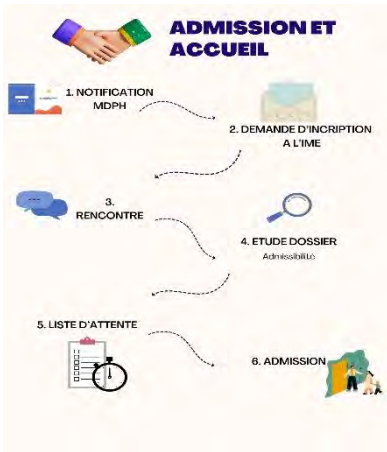 ADMISSION ET
ACCUEIL
1. NOTIFICATION
MDPH
2. DEMANDE D'INCRIPTION
A L'IME
3.
RENCONTRE
4. ETUDE DOSSIER
Admissibilité
5. LISTE D'ATTENTE
6. ADMISSION